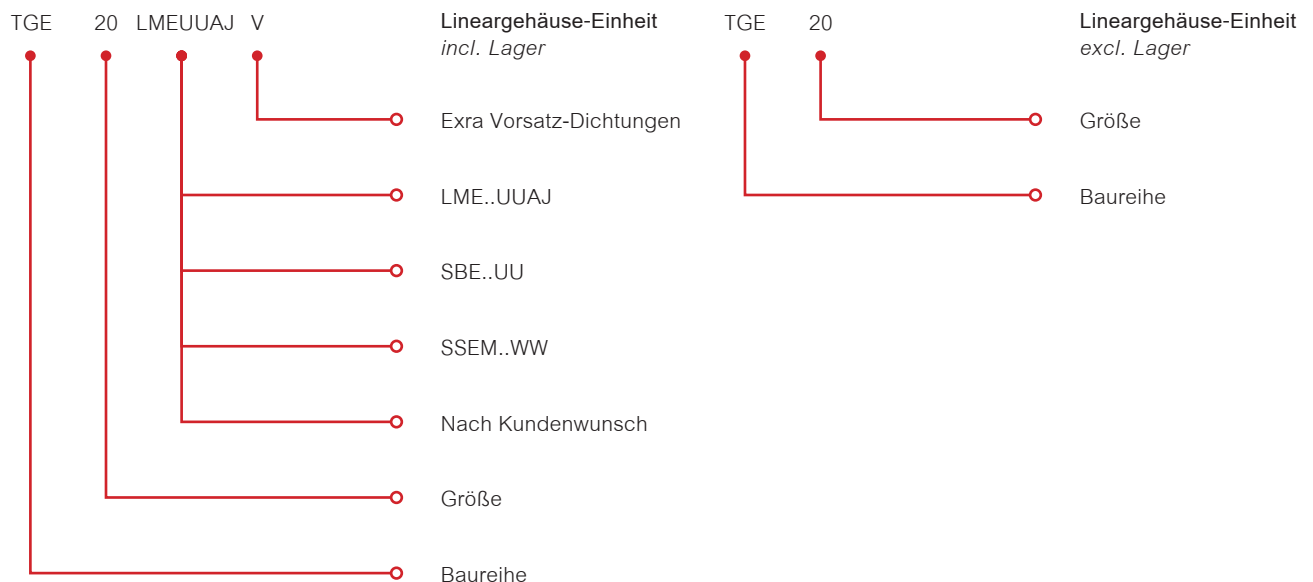 TGE 20 LMEUUAJ V
Lineargehäuse-Einheit
incl. Lager
Exra Vorsatz-Dichtungen
LME..UUAJ
SBE..UU
SSEM..WW
Nach Kundenwunsch
Größe
Baureihe
TGE 20
Lineargehäuse-Einheit
excl. Lager
Größe
Baureihe